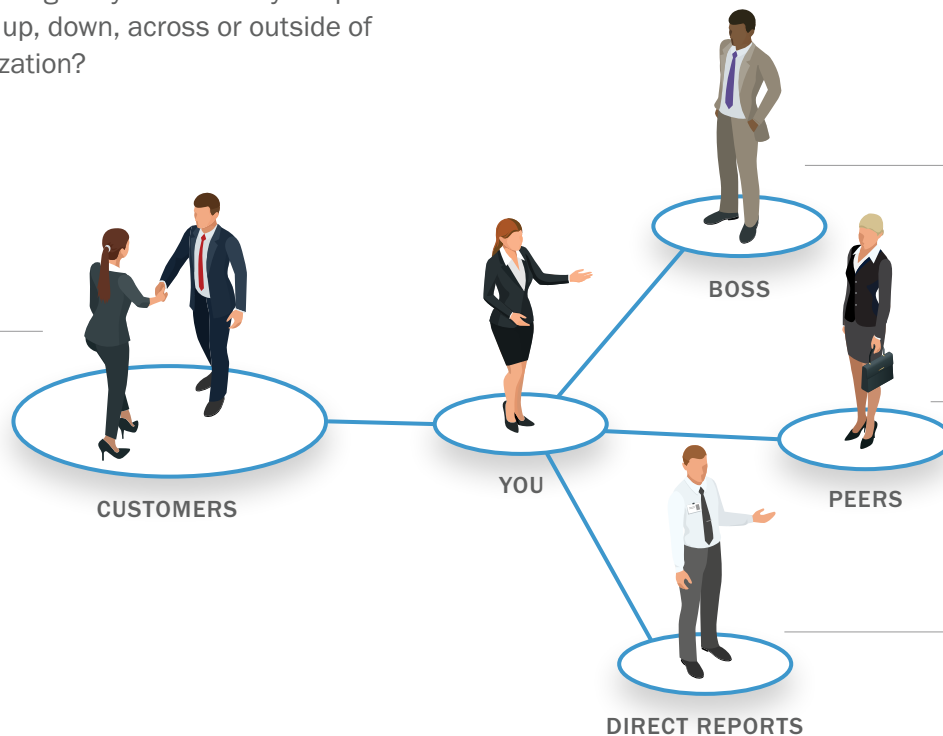 up, down, across or outside of
zation?
BOSS
YOU
PEERS
CUSTOMERS
DIRECT REPORTS